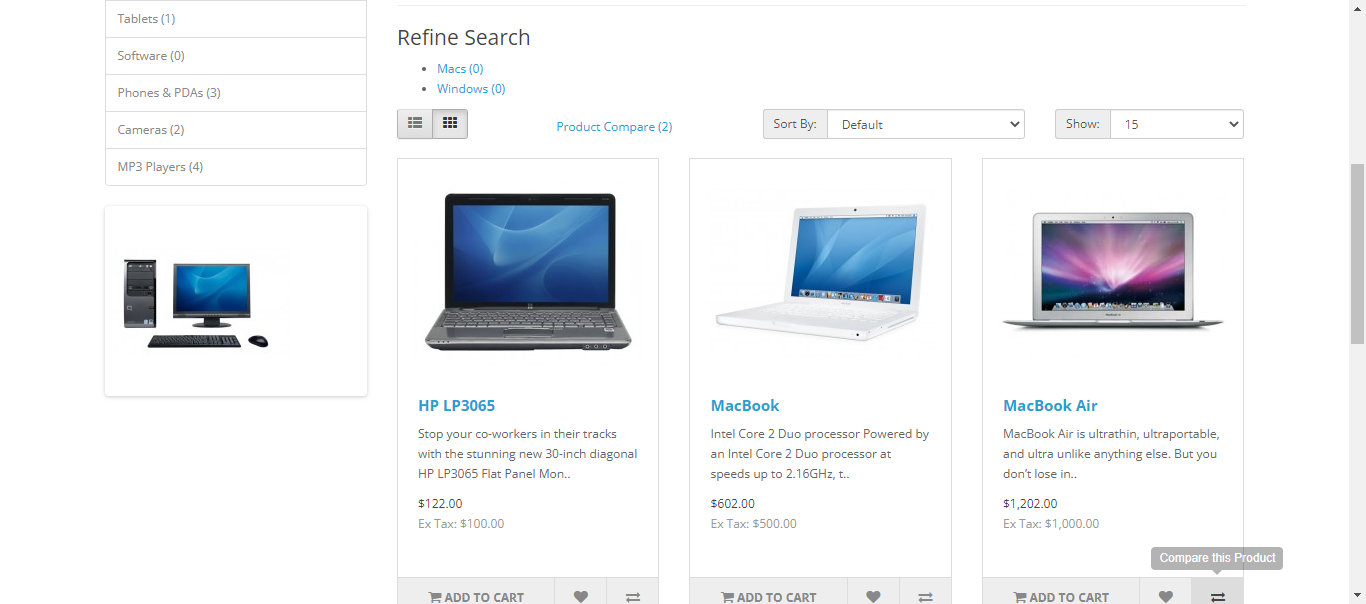 Tablets (1)
Software (0)
Phones & PDAs (3)
Cameras (2)
MP3 Players (4)
Refine Search
Macs (0)
Windows (0)
Product Compare (2)
Sort By:
Default
Show:
15
HP LP3065
Stop your co-workers in their tracks
with the stunning new 30-inch diagonal
HP LP3065 Flat Panel Mon..
$122.00
Ex Tax: $100.00
ADD TO CART
MacBook
Intel Core 2 Duo processor Powered by
an Intel Core 2 Duo processor at
speeds up to 2.16GHz, t..
$602.00
Ex Tax: $500.00
ADD TO CART
MacBook Air
MacBook Air is ultrathin, ultraportable,
and ultra unlike anything else. But you
don’t lose in..
$1,202.00
Ex Tax: $1,000.00
Compare this Product
ADD TO CART